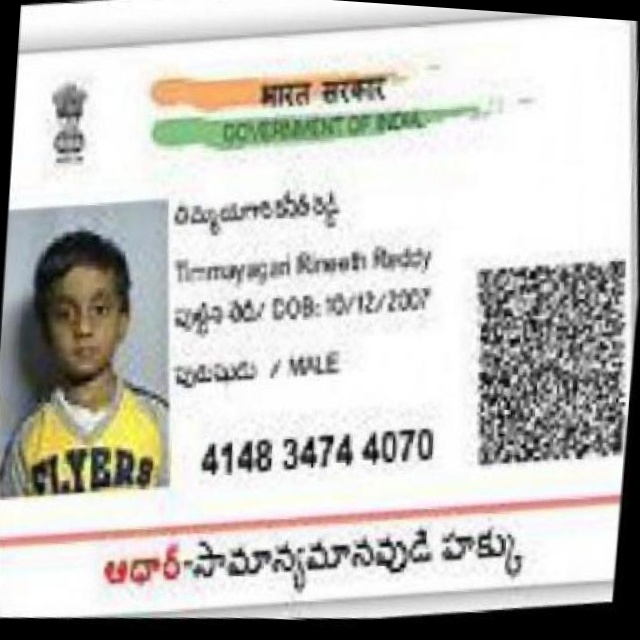 भारत सरकार
GOVERNMENT OF INDIA
తిమ్మయగారి రెడ్డి
Timmayagari Rineeth Reddy
పుట్టిన తేదీ/ DOB: 10/12/2007
పురుషుడు / MALE
4148 3474 4070
FLYERS
ఆధార్-సామాన్యమానవుడి హక్కు